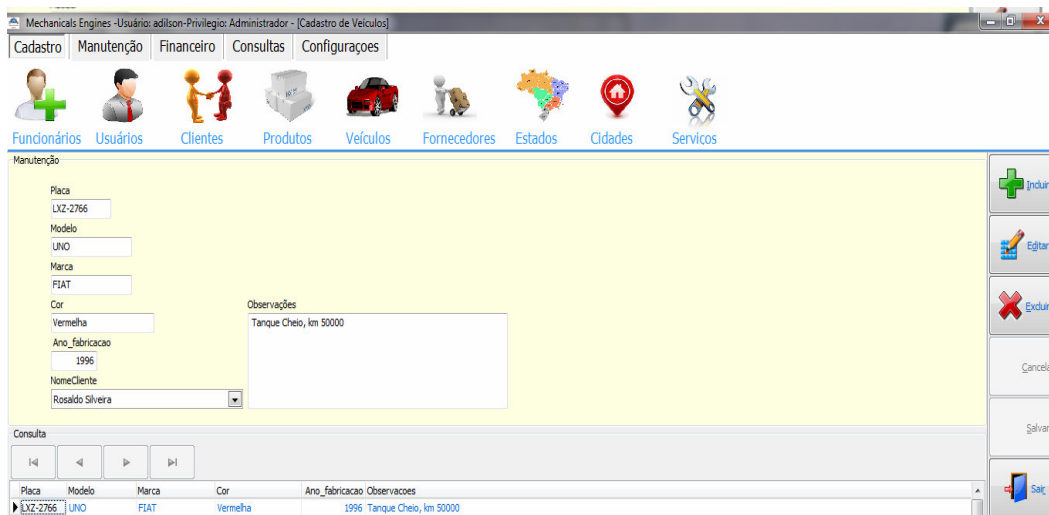 Mechanicals Engines -Usuário: adilson-Privilegio: Administrador - [Cadastro de Veículos]
Cadastro Manutenção Financeiro Consultas Configuraçoes
Funcionários Usuários Clientes Produtos Veículos Fornecedores Estados Cidades Serviços
Manutenção
Placa
LXZ-2766
Modelo
UNO
Marca
FIAT
Cor
Vermelha
Ano_fabricacao
1996
NomeCliente
Rosaldo Silveira
Observações
Tanque Cheio, km 50000
Incluir
Editar
Excluir
Cancela
Salvar
Sair
Consulta
Placa Modelo Marca Cor Ano_fabricacao Observacoes
LXZ-2766 UNO FIAT Vermelha 1996 Tanque Cheio, km 50000